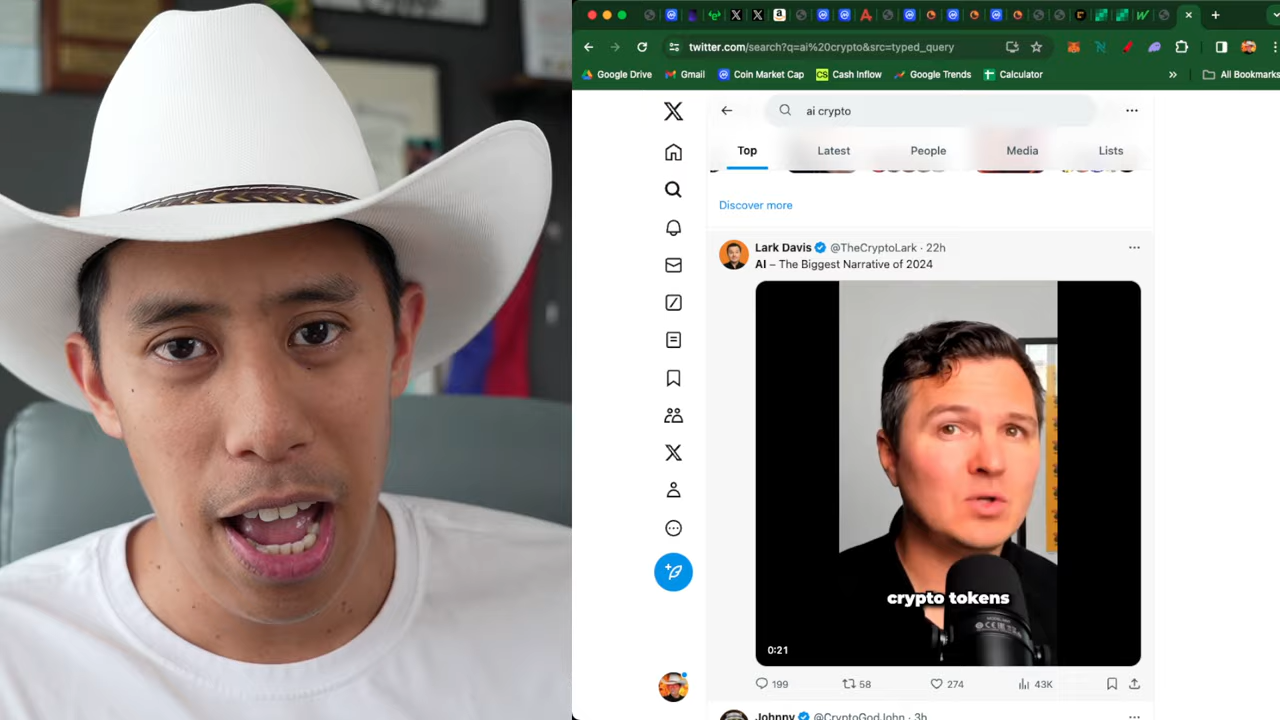 twitter.com/search?q=ai%20crypto&src=typed_query
Google Drive
Gmail
Coin Market Cap
CS
Cash Inflow
Google Trends
Calculator
»
All Bookmarks
ai crypto
Top
Latest
People
Media
Lists
Discover more
Lark Davis @TheCryptoLark · 22h
AI – The Biggest Narrative of 2024
crypto tokens
0:21
199
58
274
43K
Johnny @CryptoGodJohn · 3h